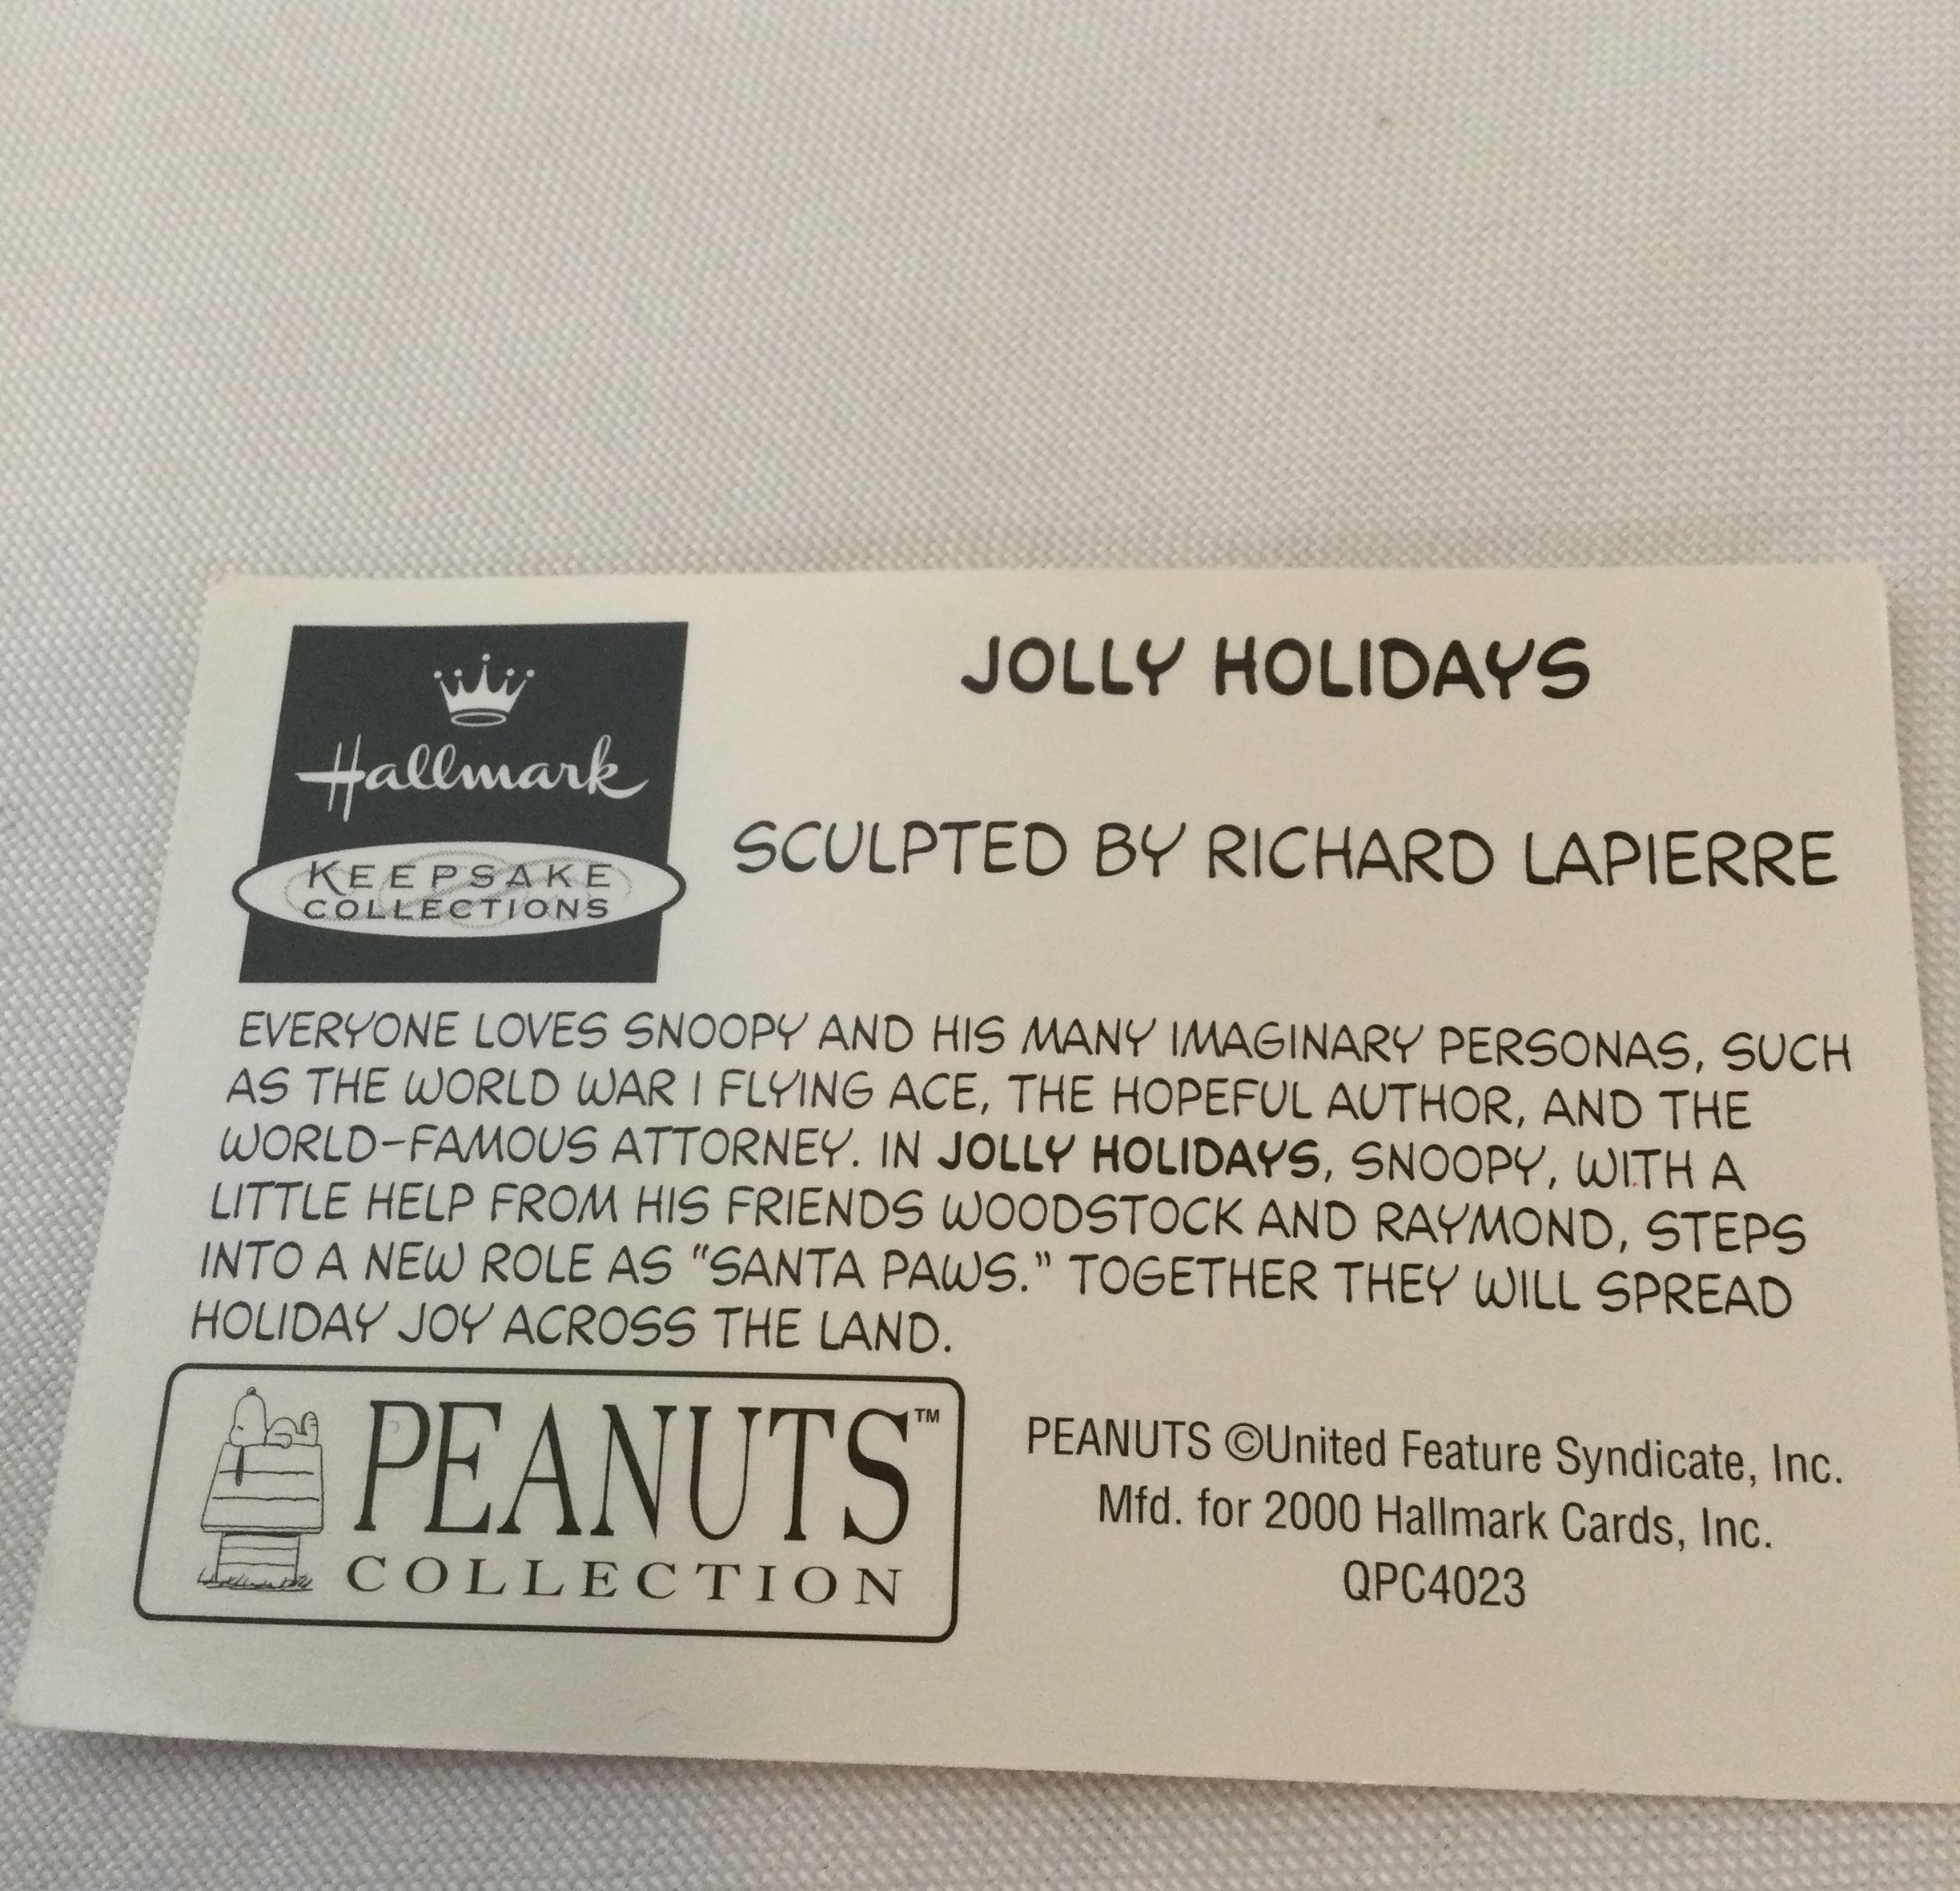 Hallmark
KEEPSAKE
COLLECTIONS
JOLLY HOLIDAYS
SCULPTED BY RICHARD LAPIERRE
EVERYONE LOVES SNOOPY AND HIS MANY IMAGINARY PERSONAS, SUCH
AS THE WORLD WAR I FLYING ACE, THE HOPEFUL AUTHOR, AND THE
WORLD-FAMOUS ATTORNEY. IN JOLLY HOLIDAYS, SNOOPY, WITH A
LITTLE HELP FROM HIS FRIENDS WOODSTOCK AND RAYMOND, STEPS
INTO A NEW ROLE AS "SANTA PAWS." TOGETHER THEY WILL SPREAD
HOLIDAY JOY ACROSS THE LAND.
PEANUTS™
COLLECTION
PEANUTS ©United Feature Syndicate, Inc.
Mfd. for 2000 Hallmark Cards, Inc.
QPC4023